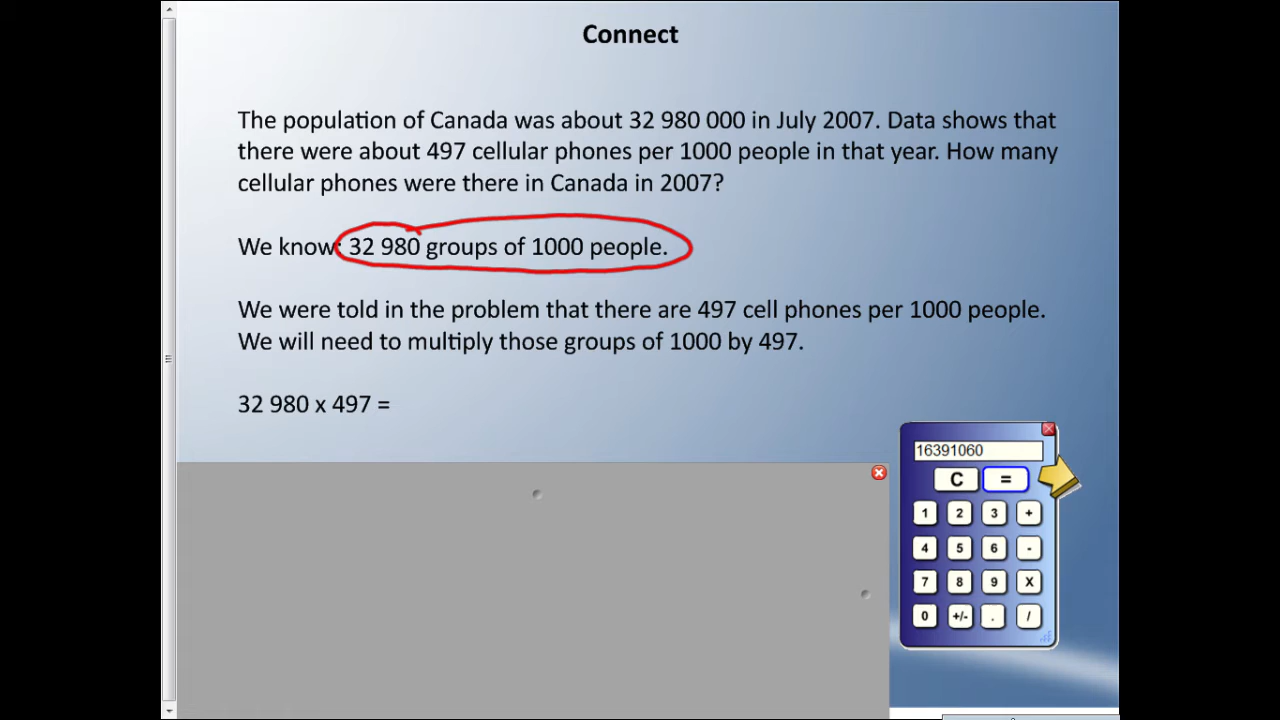 Connect
The population of Canada was about 32 980 000 in July 2007. Data shows that
there were about 497 cellular phones per 1000 people in that year. How many
cellular phones were there in Canada in 2007?
We know: 32 980 groups of 1000 people.
We were told in the problem that there are 497 cell phones per 1000 people.
We will need to multiply those groups of 1000 by 497.
32 980 x 497 =
16391060
C =
1 2 3 +
4 5 6 -
7 8 9 X
0 +/- . /